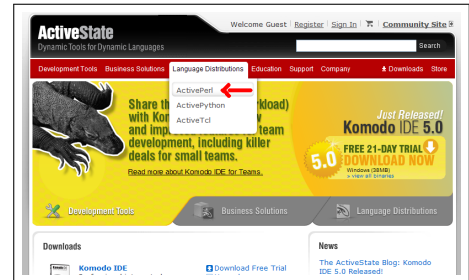 ActiveState
Dynamic Tools for Dynamic Languages
Welcome Guest | Register | Sign In | Community Site
Search
Development Tools Business Solutions Language Distributions Education Support Company Downloads Store
ActivePerl
ActivePython
ActiveTcl
Share th kload)
with Kom w
and imp team
development, including killer
deals for small teams.
Read more about Komodo IDE for Teams.
Just Released!
Komodo IDE 5.0
5.0
FREE 21-DAY TRIAL
DOWNLOAD NOW
Windows (38MB)
> view all binaries
Development Tools
Business Solutions
Language Distributions
Downloads
News
Komodo IDE
Download Free Trial
The ActiveState Blog: Komodo
IDE 5.0 Released!